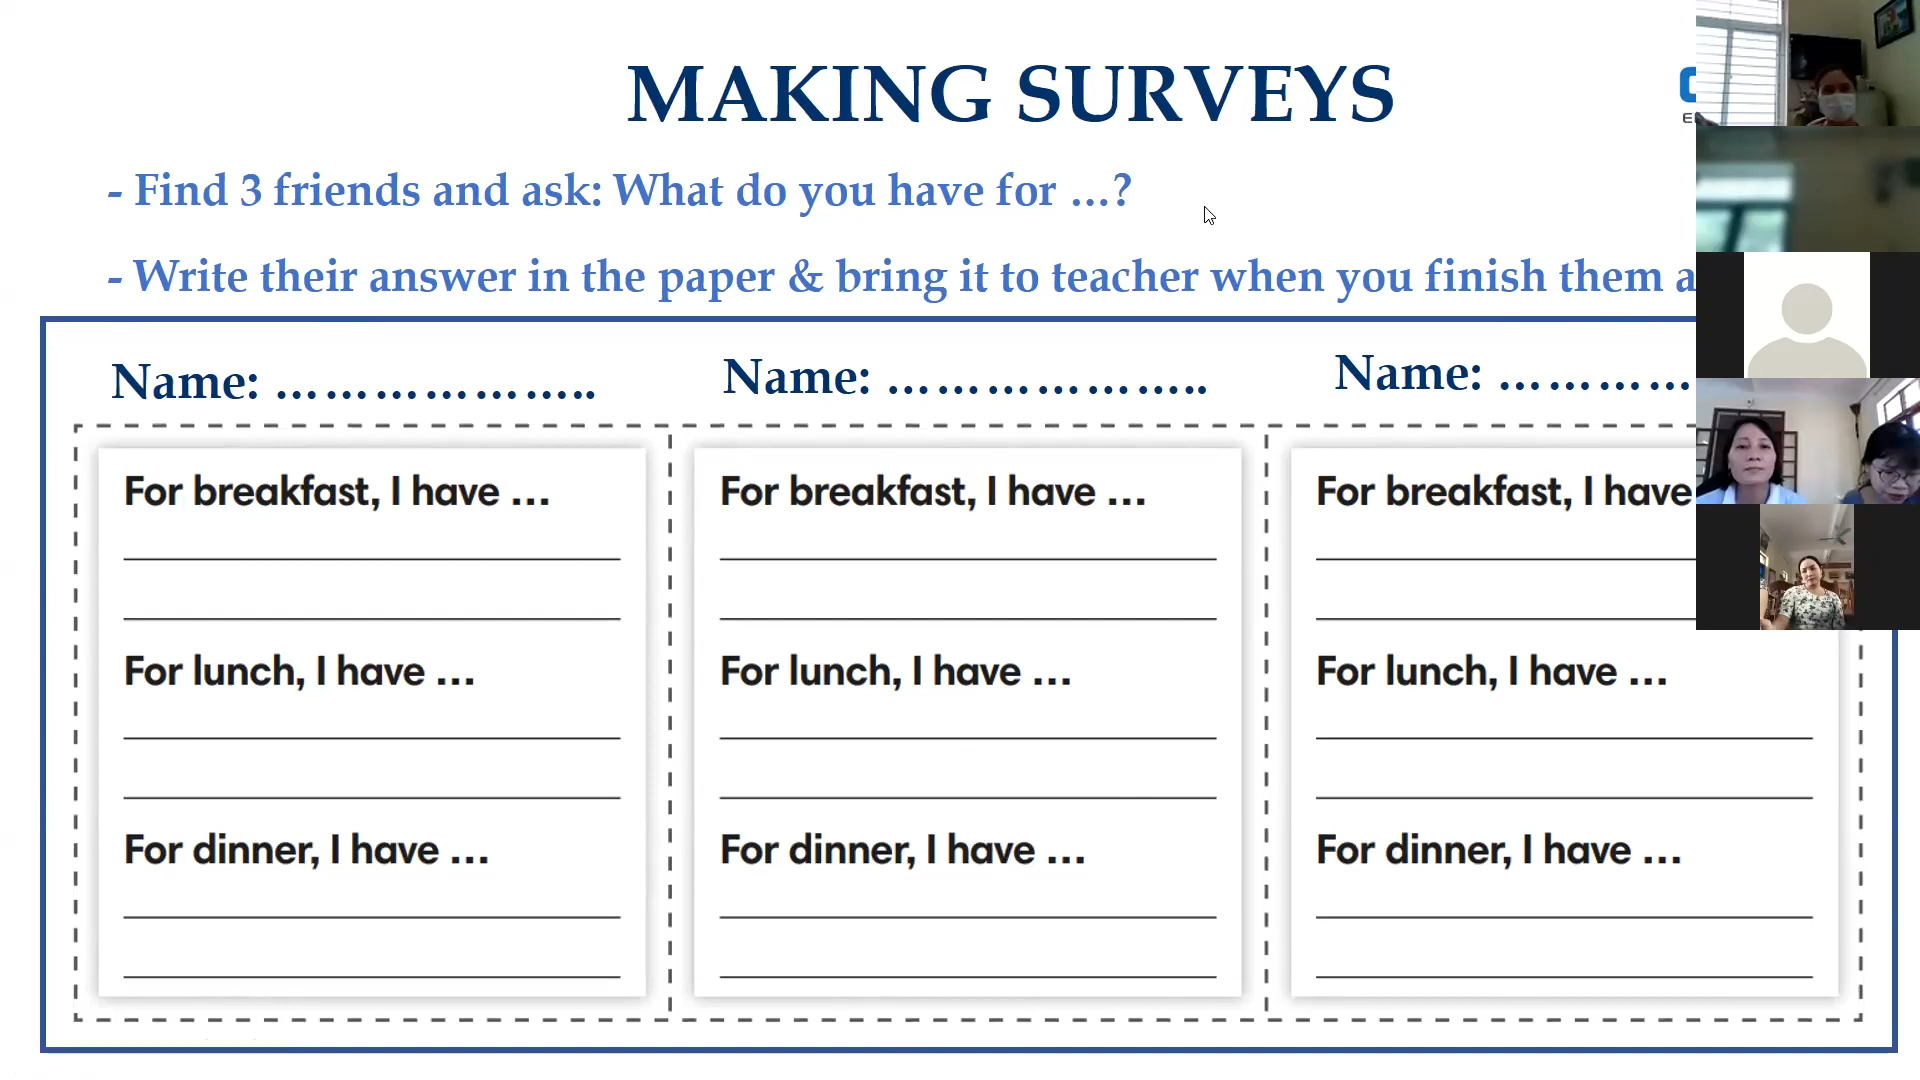 MAKING SURVEYS
- Find 3 friends and ask: What do you have for ...?
- Write their answer in the paper & bring it to teacher when you finish them
Name: ………………..
Name: ………………..
Name: …………
For breakfast, I have ...
For lunch, I have ...
For dinner, I have ...
For breakfast, I have ...
For lunch, I have ...
For dinner, I have ...
For breakfast, I have
For lunch, I have ...
For dinner, I have ...